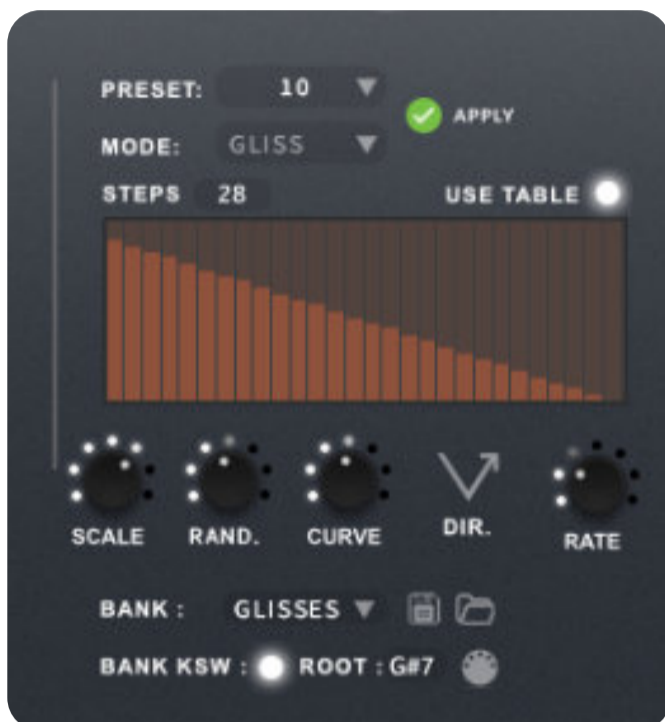 PRESET: 10
APPLY
MODE: GLISS
STEPS 28 USE TABLE
SCALE RAND. CURVE DIR. RATE
BANK : GLISSES
BANK KSW : ROOT : G#7